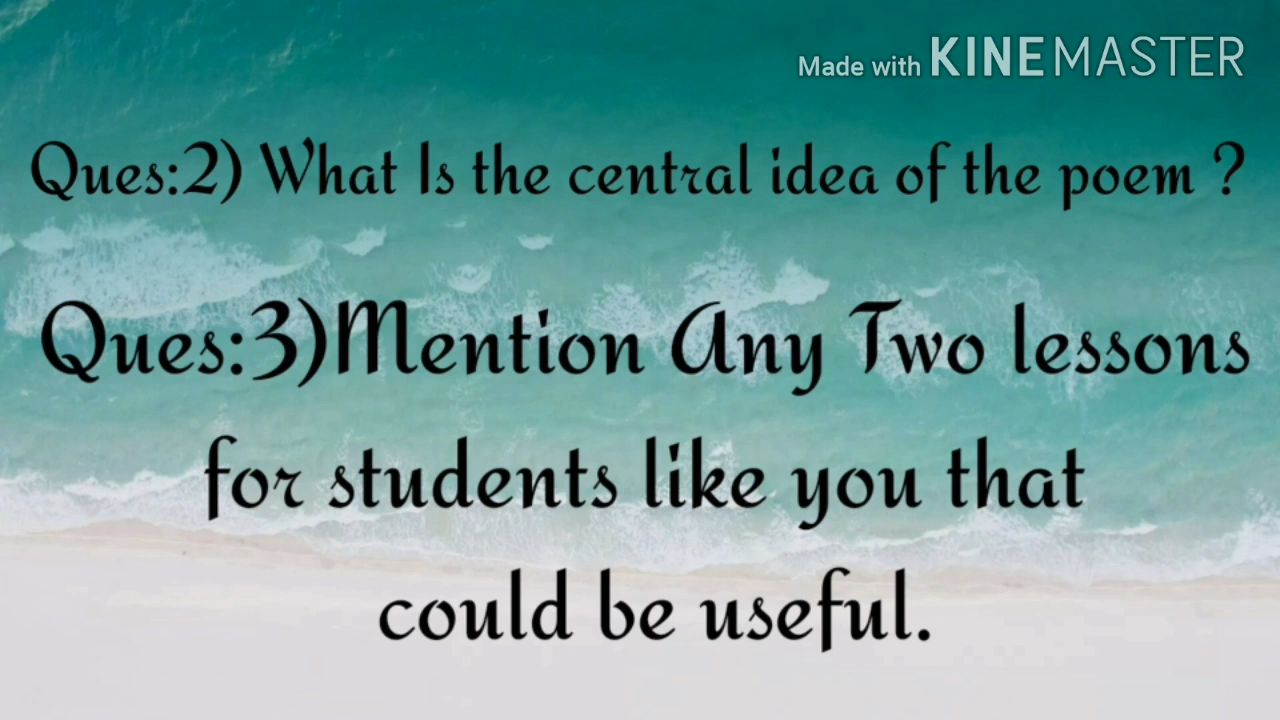 Made with KINEMASTER
Ques:2) What Is the central idea of the poem ?
Ques:3)Mention Any Two lessons
for students like you that
could be useful.